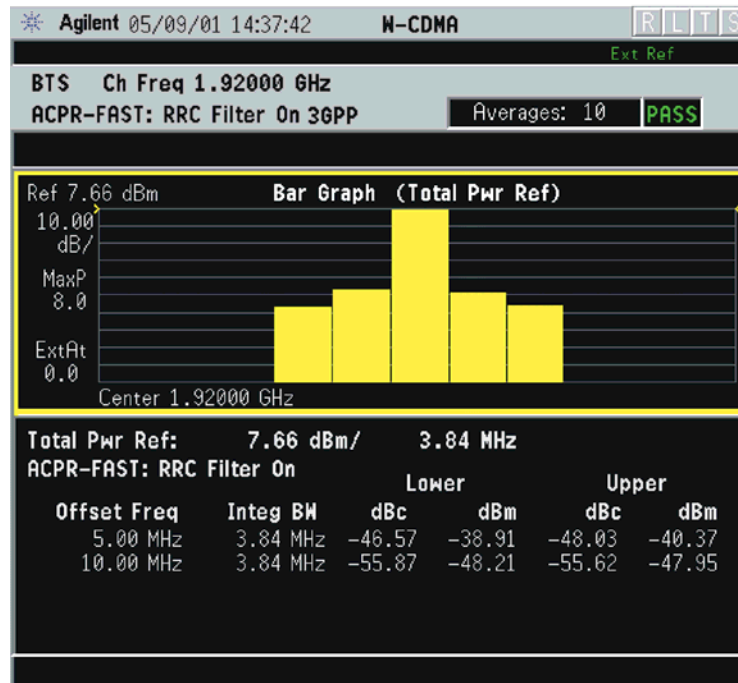 Agilent 05/09/01 14:37:42 W-CDMA R L T S
Ext Ref
BTS Ch Freq 1.92000 GHz
ACPR-FAST: RRC Filter On 3GPP Averages: 10 PASS
Ref 7.66 dBm Bar Graph (Total Pwr Ref)
10.00
dB/
MaxP
8.0
ExtAt
0.0
Center 1.92000 GHz
Total Pwr Ref: 7.66 dBm/ 3.84 MHz
ACPR-FAST: RRC Filter On
Lower Upper
Offset Freq Integ BW dBc dBm dBc dBm
5.00 MHz 3.84 MHz -46.57 -38.91 -48.03 -40.37
10.00 MHz 3.84 MHz -55.87 -48.21 -55.62 -47.95